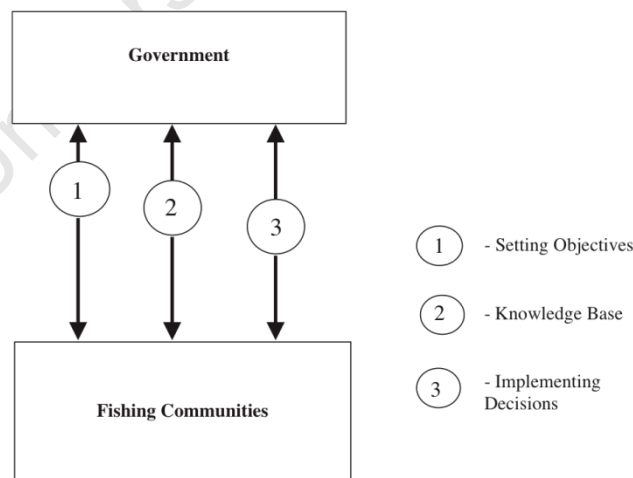 Government
1
2
3
1 - Setting Objectives
2 - Knowledge Base
3 - Implementing
Decisions
Fishing Communities